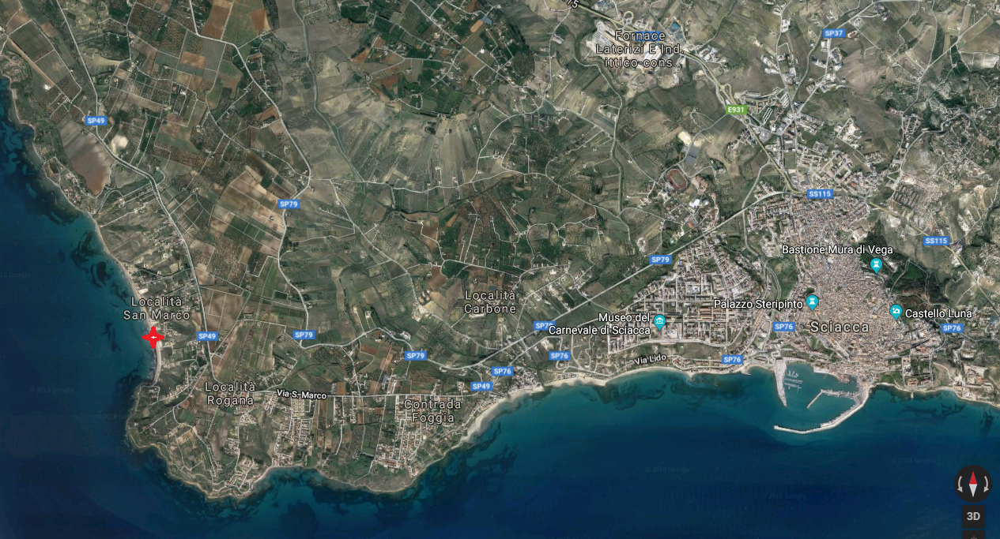 Fornace
Laterizi E Ind.
ittico-cons...
SP37
E931
SP49
SS115
SP79
SS115
Bastione Mura di Vega
SP79
Località
San Marco
Località
Carbone
Palazzo Steripinto
Castello Luna
Museo del
Carnevale di Sciacca
SP76
Sciacca
SP76
SP49
SP79
SP79
SP76
Via Lido
SP76
SP76
SP49
Località
Rogana
Via S. Marco
Contrada
Foggia
3D